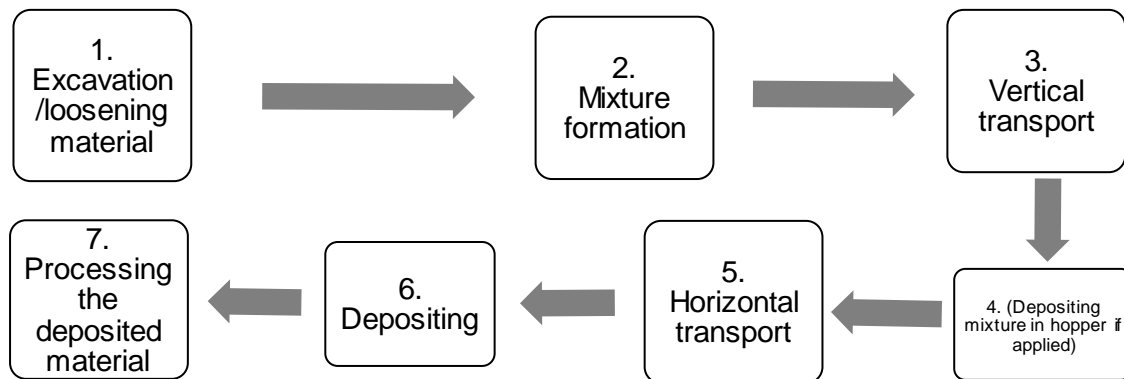 1.
Excavation
/loosening
material
2.
Mixture
formation
3.
Vertical
transport
4. (Depositing
mixture in hopper if
applied)
5.
Horizontal
transport
6.
Depositing
7.
Processing
the
deposited
material